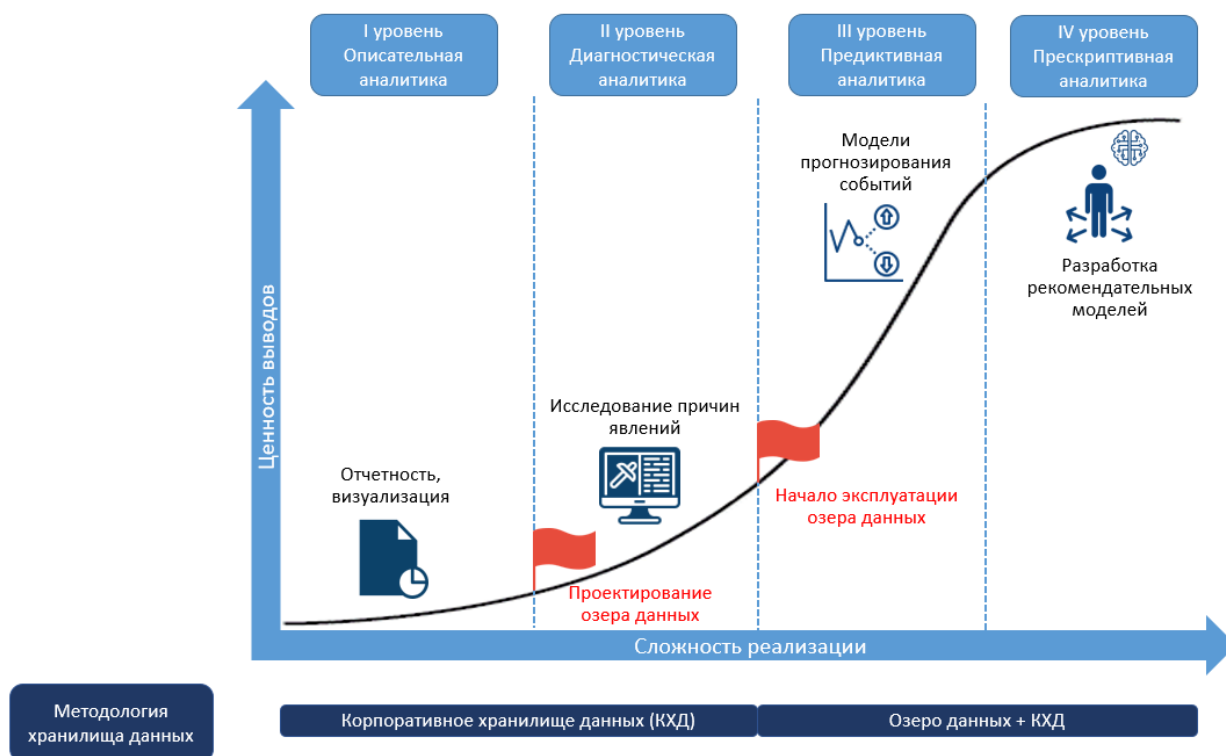 I уровень
Описательная
аналитика
II уровень
Диагностическая
аналитика
III уровень
Предиктивная
аналитика
IV уровень
Прескриптивная
аналитика
Ценность выводов
Модели
прогнозирования
событий
Разработка
рекомендательных
моделей
Исследование причин
явлений
Отчетность,
визуализация
Начало эксплуатации
озера данных
Проектирование
озера данных
Сложность реализации
Методология
хранилища данных
Корпоративное хранилище данных (КХД)
Озеро данных + КХД